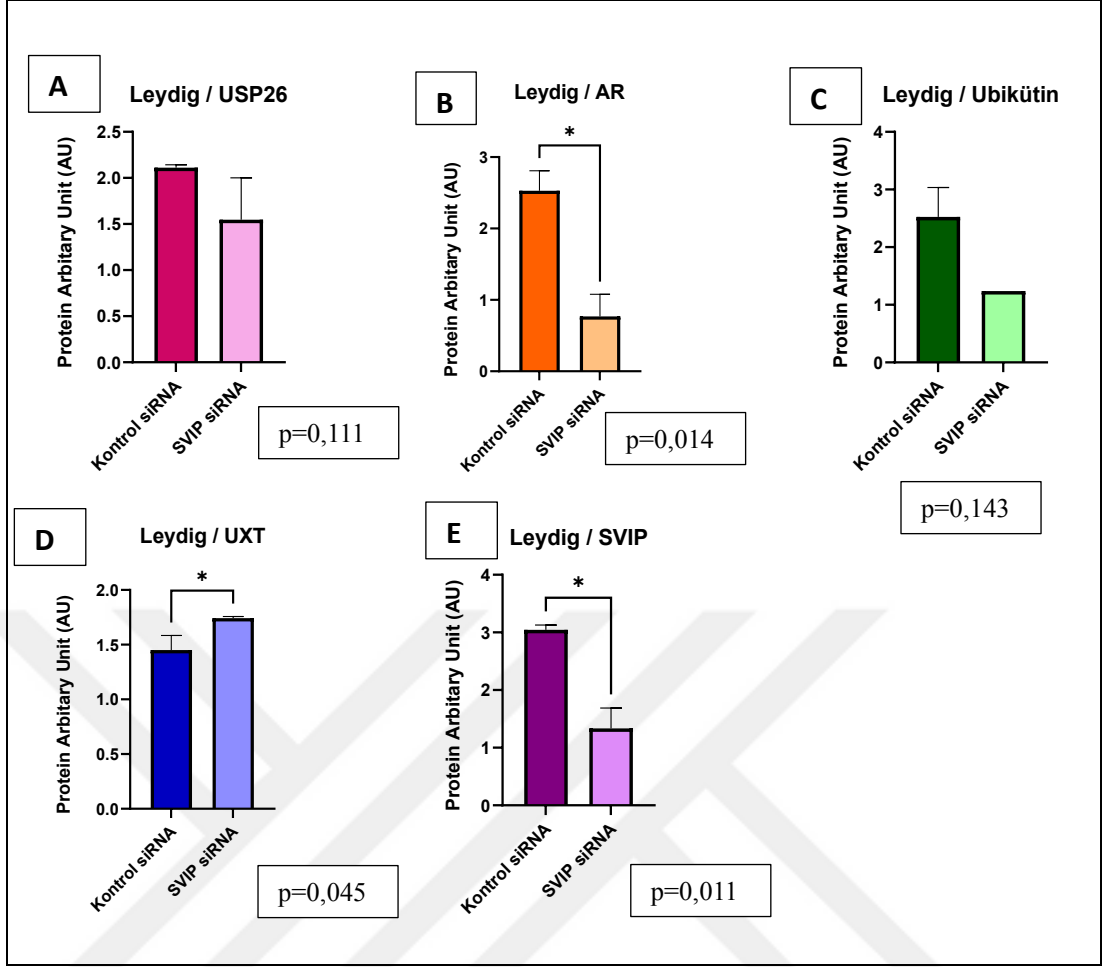 A
Leydig / USP26
Protein Arbitary Unit (AU)
2.5
2.0
1.5
1.0
0.5
0.0
Kontrol siRNA
SVIP siRNA
p=0,111
B
Leydig / AR
Protein Arbitary Unit (AU)
3
2
1
0
*
Kontrol siRNA
SVIP siRNA
p=0,014
C
Leydig / Ubikütin
Protein Arbitary Unit (AU)
4
3
2
1
0
Kontrol siRNA
SVIP siRNA
p=0,143
D
Leydig / UXT
Protein Arbitary Unit (AU)
2.0
1.5
1.0
0.5
0.0
*
Kontrol siRNA
SVIP siRNA
p=0,045
E
Leydig / SVIP
Protein Arbitary Unit (AU)
4
3
2
1
0
*
Kontrol siRNA
SVIP siRNA
p=0,011